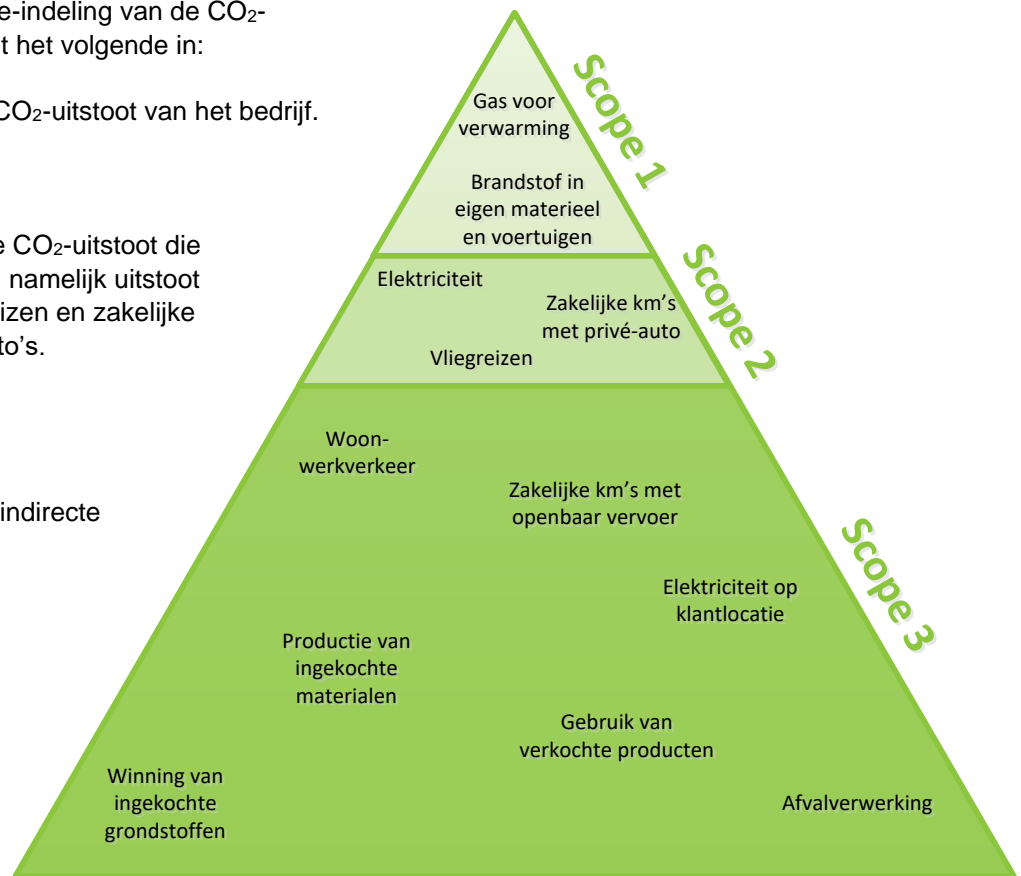 e-indeling van de CO2-
t het volgende in:
CO2-uitstoot van het bedrijf.
e CO2-uitstoot die
namelijk uitstoot
izen en zakelijke
to's.
indirecte
Scope 1
Gas voor
verwarming
Brandstof in
eigen materieel
en voertuigen
Scope 2
Elektriciteit
Zakelijke km's
met privé-auto
Vliegreizen
Scope 3
Woon-
werkverkeer
Zakelijke km's met
openbaar vervoer
Elektriciteit op
klantlocatie
Productie van
ingekochte
materialen
Gebruik van
verkochte producten
Winning van
ingekochte
grondstoffen
Afvalverwerking